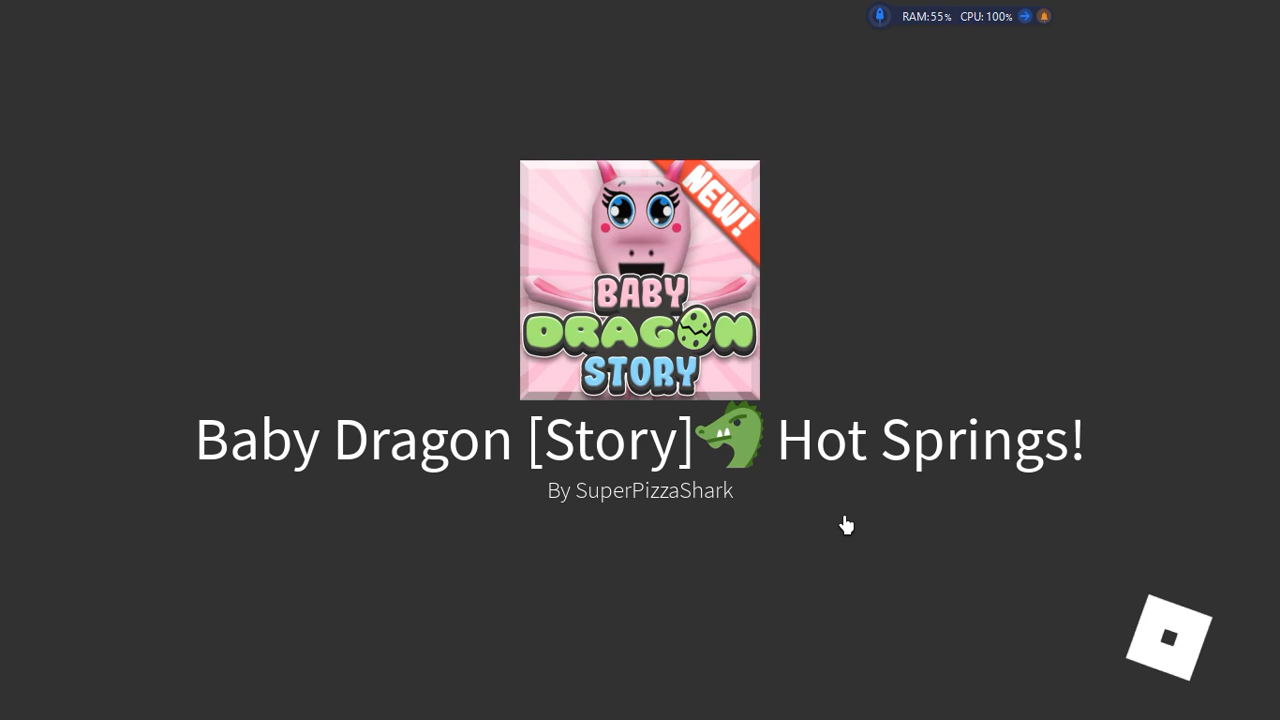 RAM: 55% CPU: 100%
NEW!
BABY
DRAGON
STORY
Baby Dragon [Story]🐲 Hot Springs!
By SuperPizzaShark